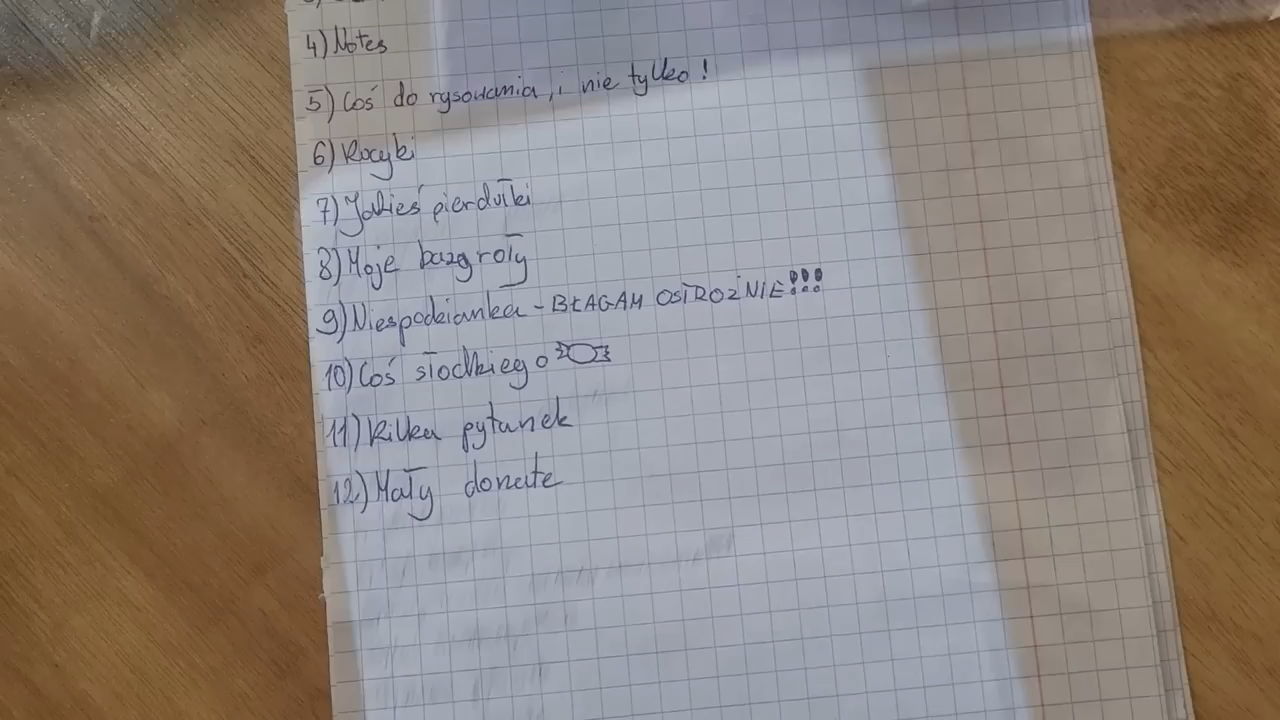 4) Notes
5) Coś do rysowania, i nie tylko!
6) Kocyki
7) Jakieś pierdułki
8) Moje bazgroły
9) Niespodzianka - BŁAGAM OSTROŻNIE!!!
10) Coś słodkiego
11) Kilka pytanek
12) Mały donate